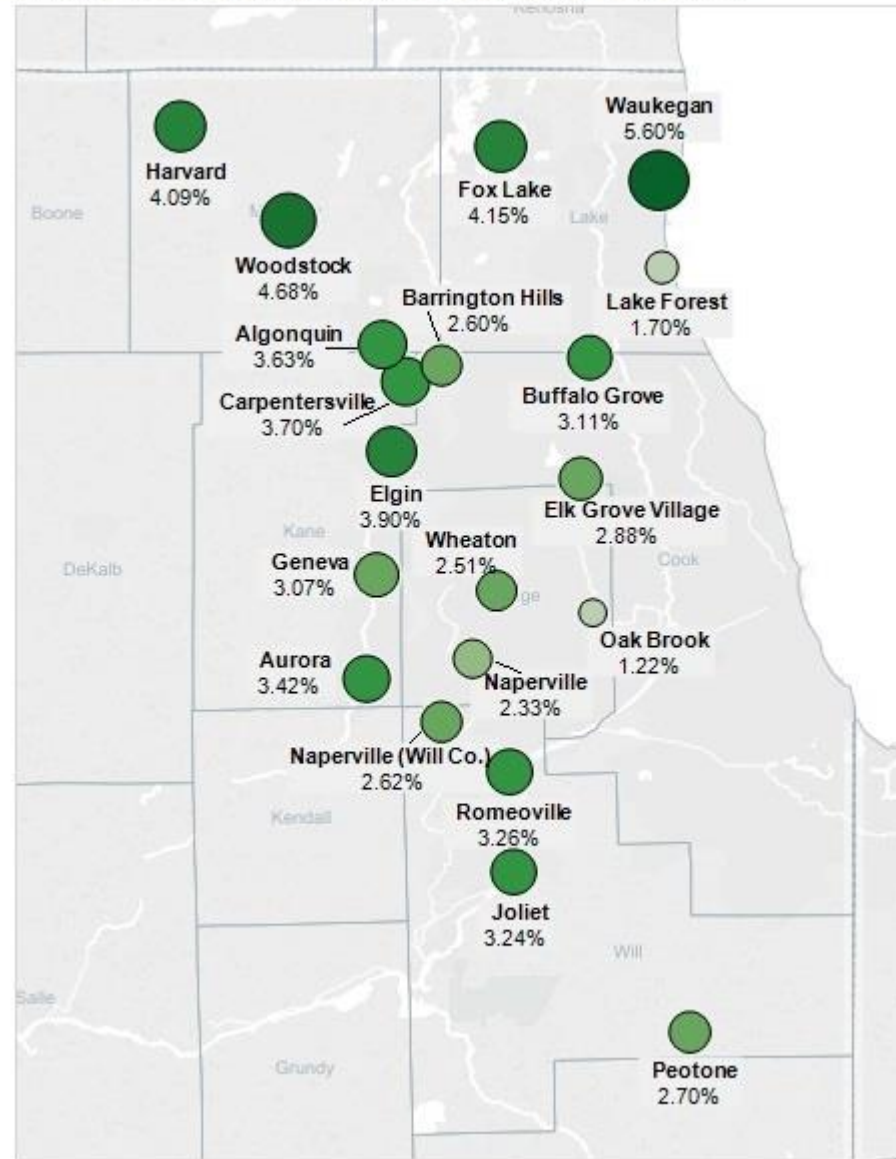 Kenosha
Harvard
4.09%
Waukegan
5.60%
Fox Lake
4.15%
Boone
Lake
Woodstock
4.68%
Lake Forest
1.70%
Barrington Hills
2.60%
Algonquin
3.63%
Carpentersville
3.70%
Buffalo Grove
3.11%
Elgin
3.90%
Elk Grove Village
2.88%
Kane
Wheaton
2.51%
Cook
DeKalb
Geneva
3.07%
ge
Oak Brook
1.22%
Aurora
3.42%
Naperville
2.33%
Naperville (Will Co.)
2.62%
Kendall
Romeoville
3.26%
Joliet
3.24%
Will
Salle
Grundy
Peotone
2.70%